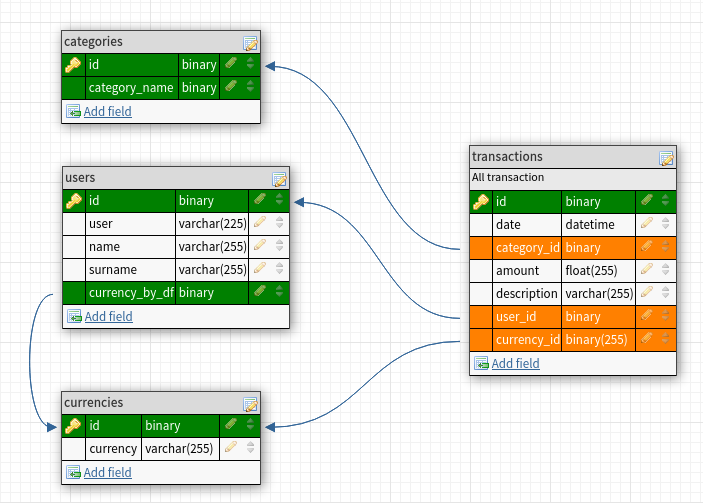 categories
id binary
category_name binary
Add field
users
id binary
user varchar(225)
name varchar(255)
surname varchar(255)
currency_by_df binary
Add field
currencies
id binary
currency varchar(255)
Add field
transactions
All transaction
id binary
date datetime
category_id binary
amount float(255)
description varchar(255)
user_id binary
currency_id binary(255)
Add field